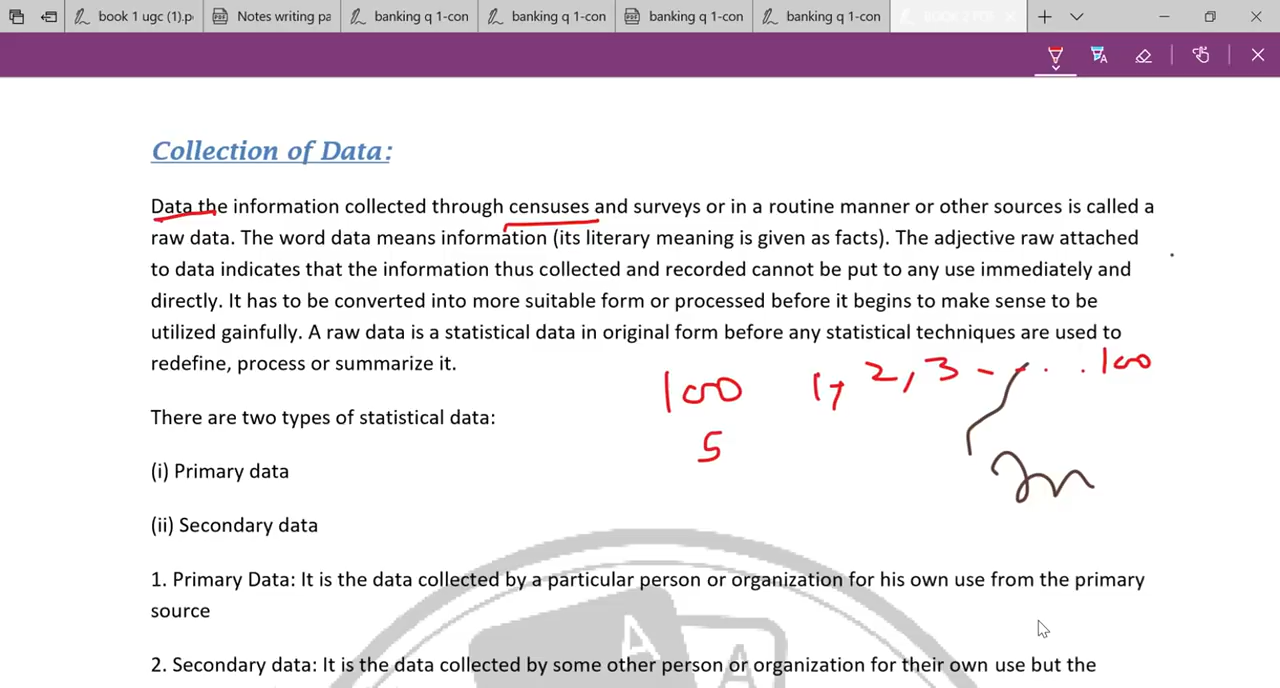 book 1 ugc (1).p
Notes writing pa
banking q 1-con
banking q 1-con
banking q 1-con
banking q 1-con
Collection of Data:
Data the information collected through censuses and surveys or in a routine manner or other sources is called a
raw data. The word data means information (its literary meaning is given as facts). The adjective raw attached
to data indicates that the information thus collected and recorded cannot be put to any use immediately and
directly. It has to be converted into more suitable form or processed before it begins to make sense to be
utilized gainfully. A raw data is a statistical data in original form before any statistical techniques are used to
redefine, process or summarize it.
100 1, 2, 3 - - . . 100
5
There are two types of statistical data:
(i) Primary data
(ii) Secondary data
1. Primary Data: It is the data collected by a particular person or organization for his own use from the primary
source
2. Secondary data: It is the data collected by some other person or organization for their own use but the
A
A